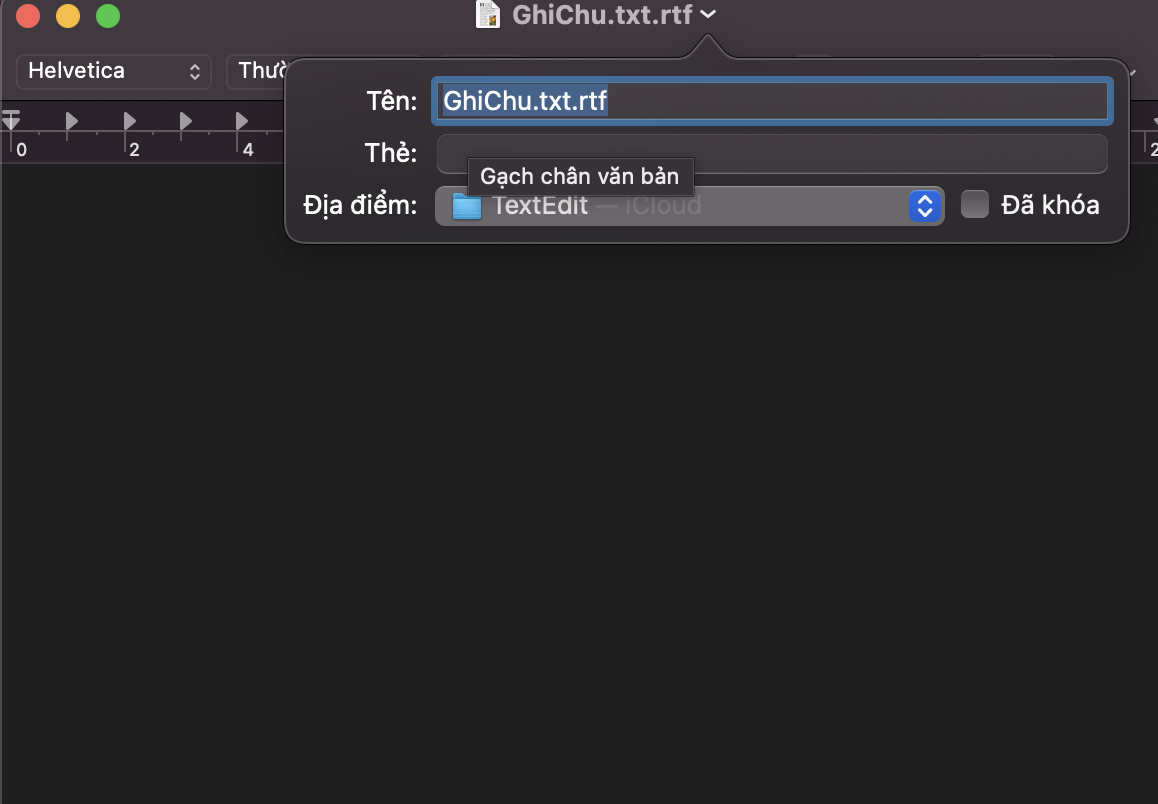 GhiChu.txt.rtf
Helvetica
Tên: GhiChu.txt.rtf
Thẻ:
Gạch chân văn bản
Địa điểm: TextEdit — iCloud
Đã khóa
0 2 4